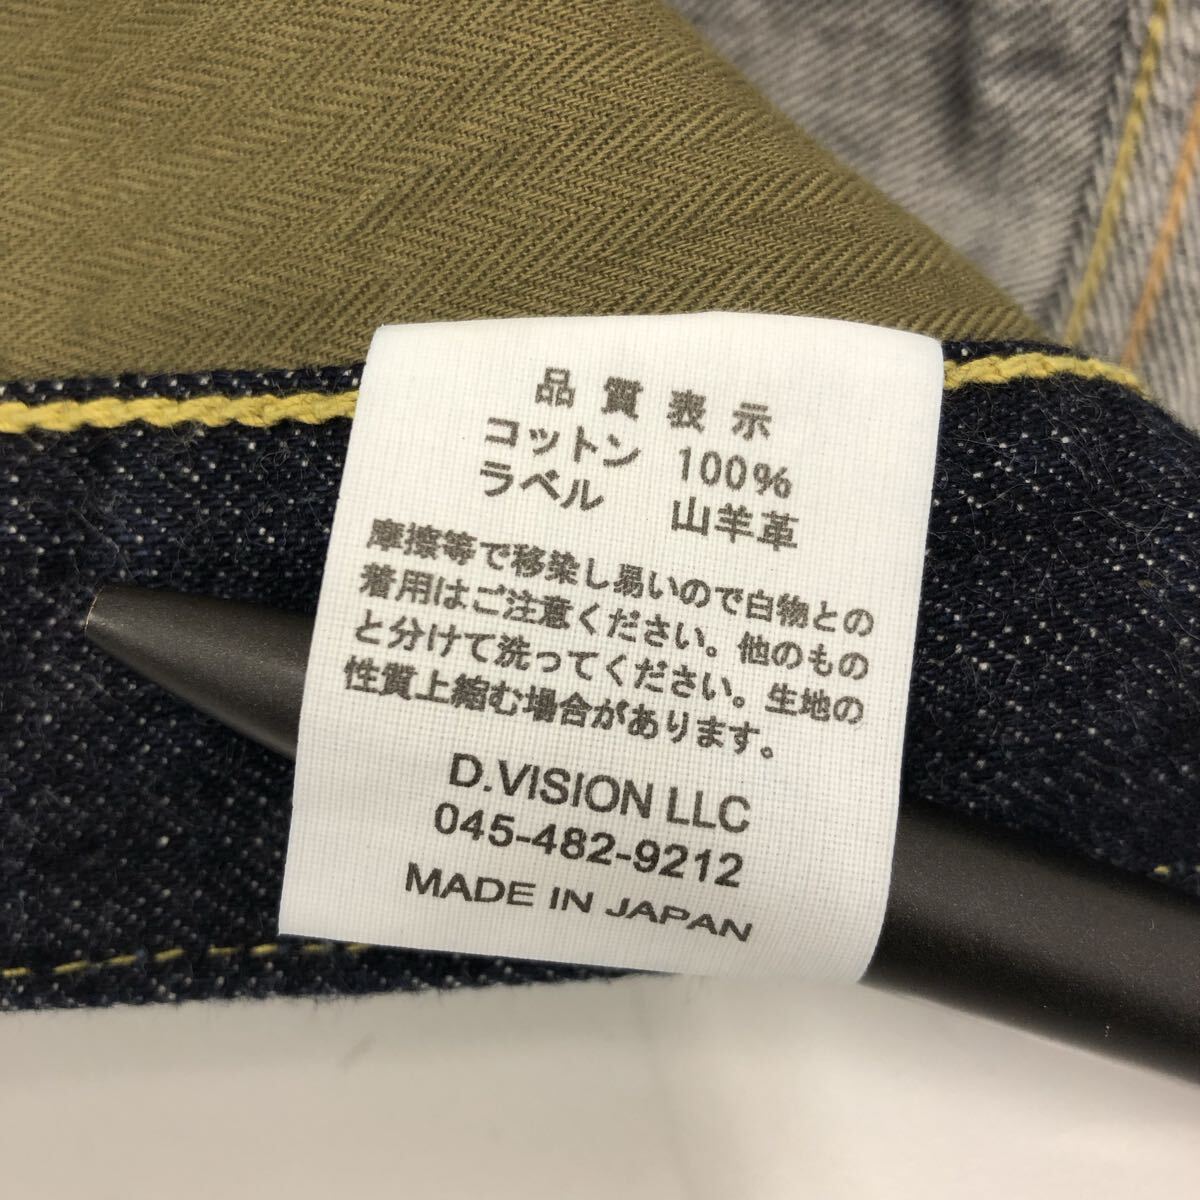 品質表示
コットン 100%
ラベル 山羊革
摩擦等で移染し易いので白物との
着用はご注意ください。他のもの
と分けて洗ってください。生地の
性質上縮む場合があります。
D.VISION LLC
045-482-9212
MADE IN JAPAN